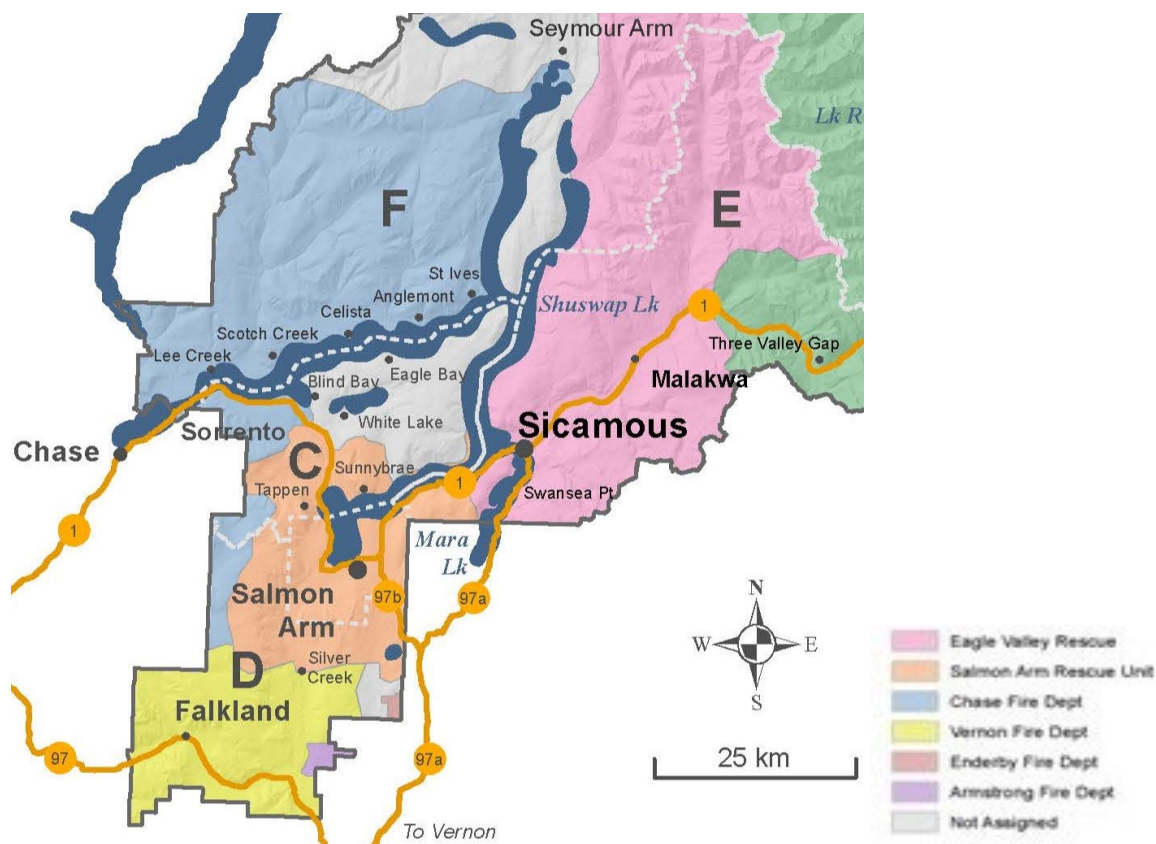 Seymour Arm
Lk R
F
E
St Ives
Anglemont
Shuswap Lk
1
Celista
Scotch Creek
Three Valley Gap
Lee Creek
Eagle Bay
Malakwa
Blind Bay
White Lake
Sicamous
Sorrento
Chase
C
Sunnybrae
1
Tappen
Swansea Pt
1
Mara
Lk
Salmon
Arm
97b
97a
N
W
E
S
Silver
Creek
D
Falkland
97
97a
25 km
To Vernon
Eagle Valley Rescue
Salmon Arm Rescue Unit
Chase Fire Dept
Vernon Fire Dept
Enderby Fire Dept
Armstrong Fire Dept
Not Assigned